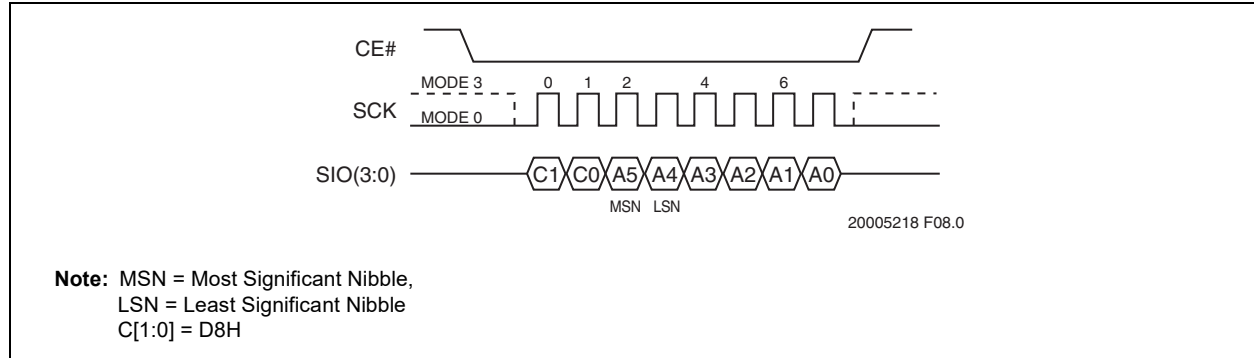 CE#
MODE 3 0 1 2 4 6
SCK
MODE 0
SIO(3:0) C1 C0 A5 A4 A3 A2 A1 A0
MSN LSN
20005218 F08.0
Note: MSN = Most Significant Nibble,
LSN = Least Significant Nibble
C[1:0] = D8H